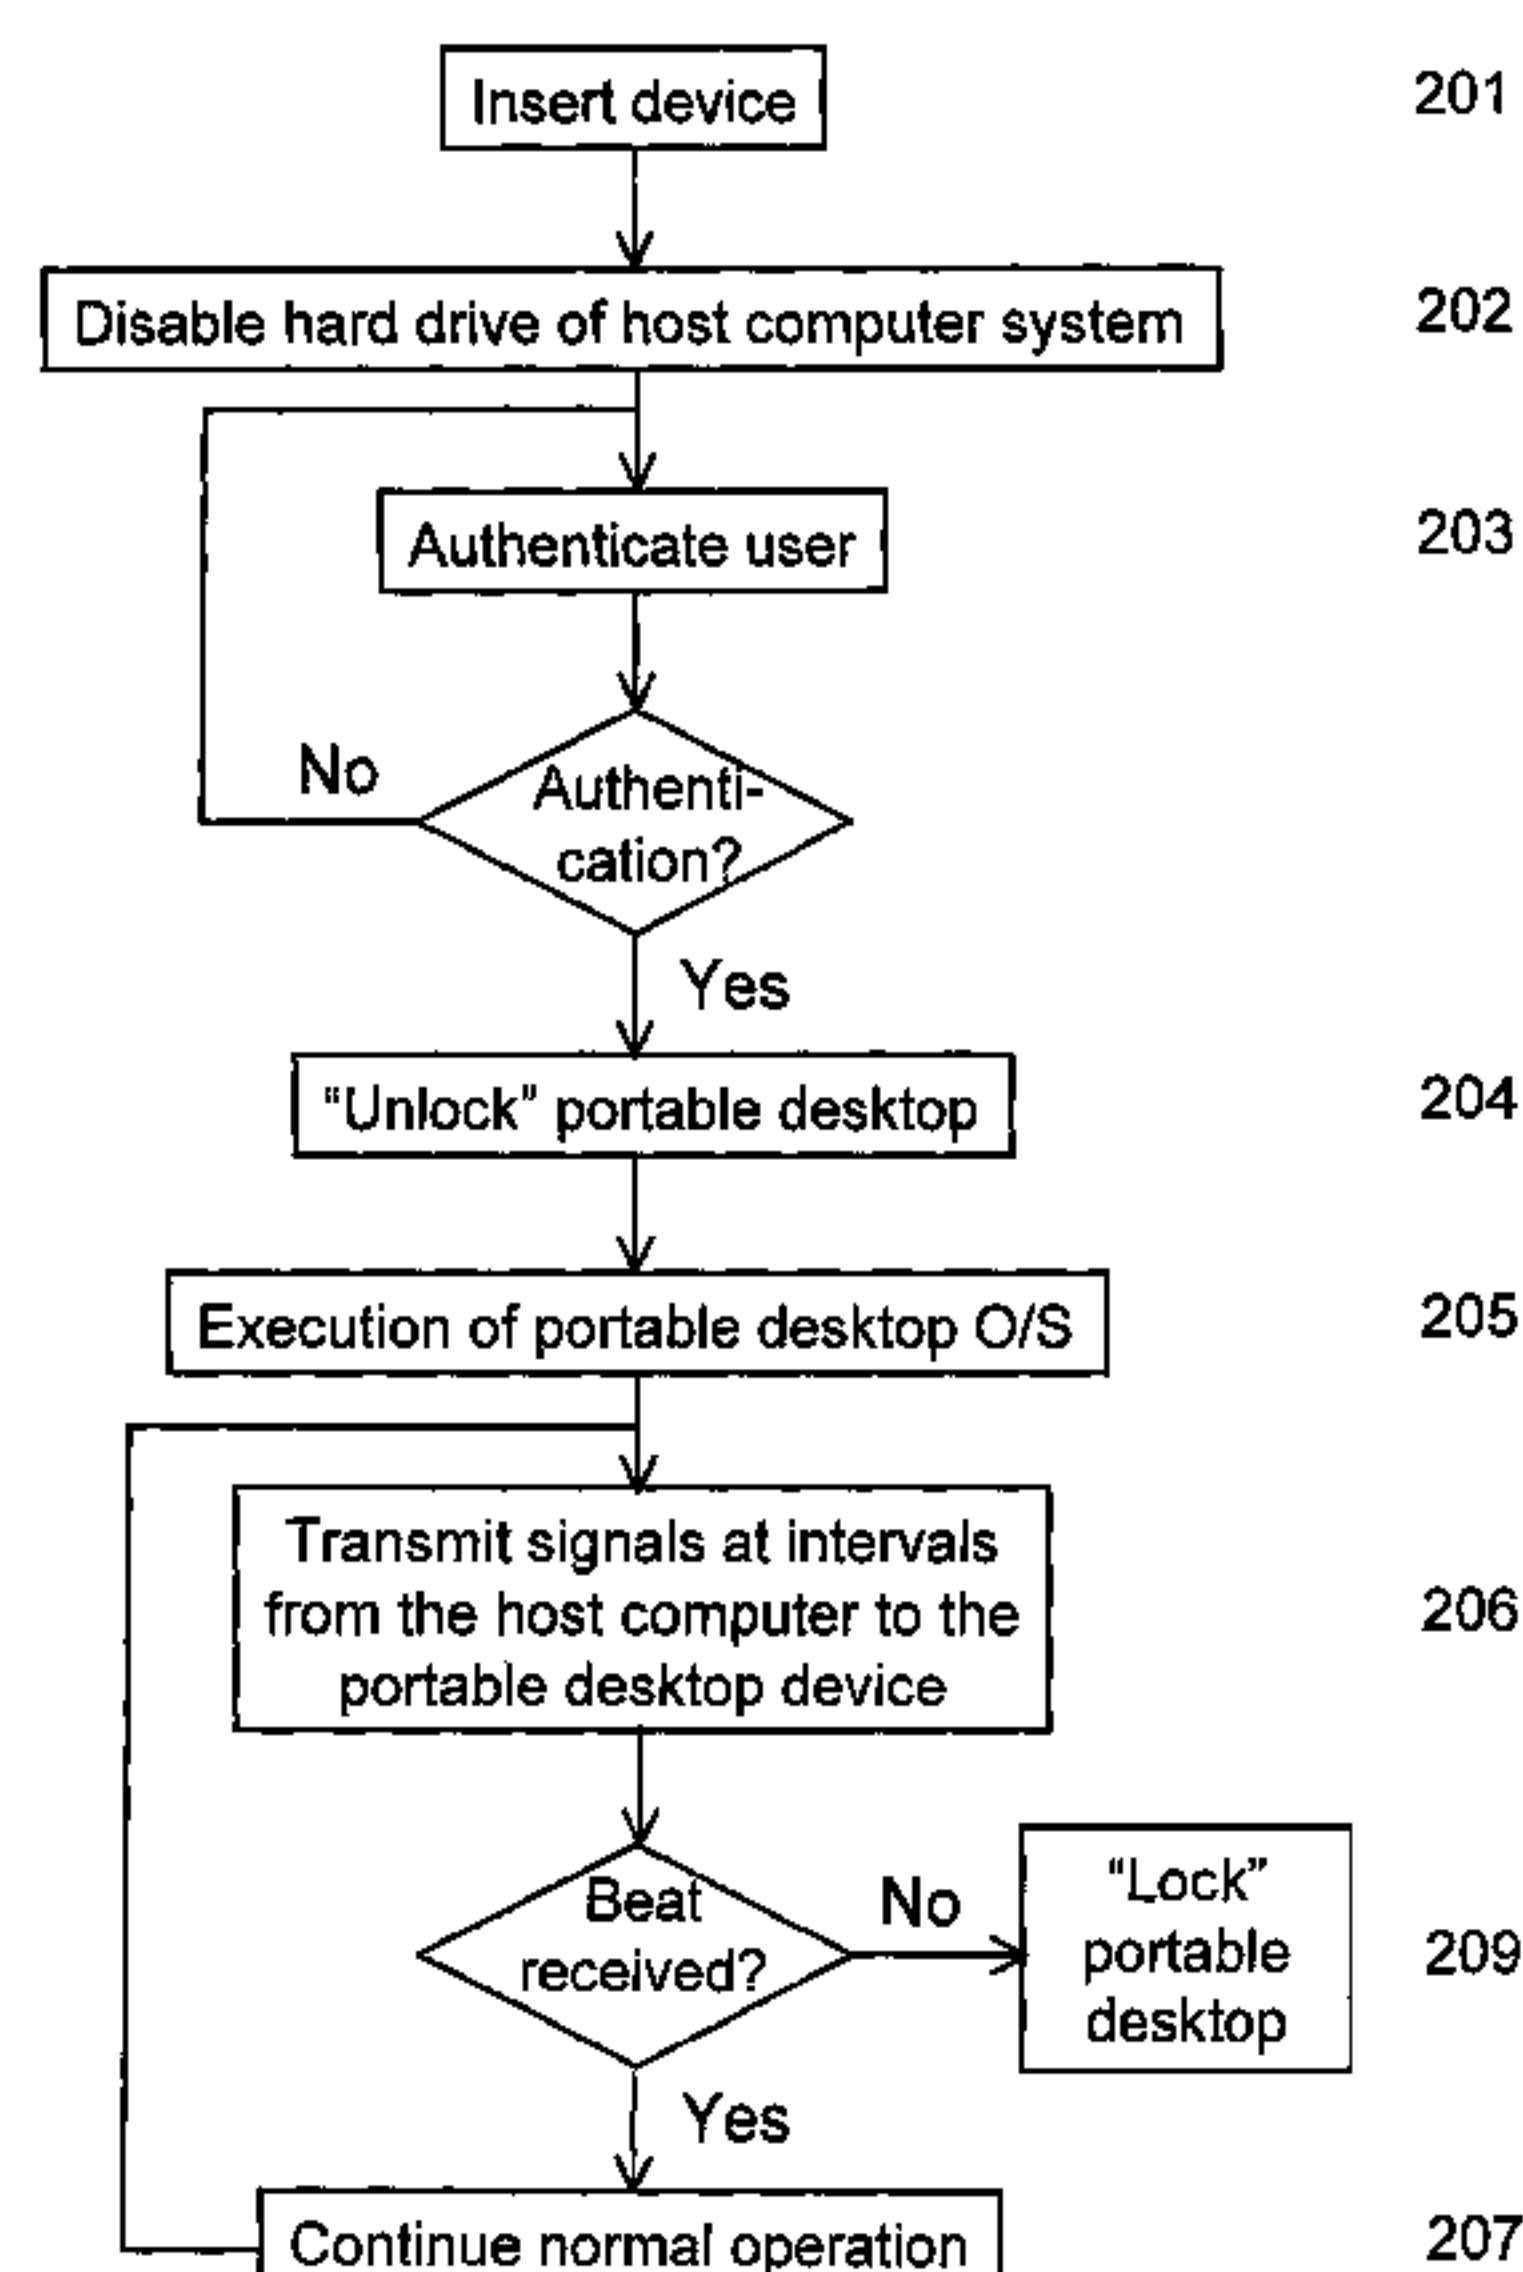 Insert device 201
Disable hard drive of host computer system 202
Authenticate user 203
No
Authenti-
cation?
Yes
“Unlock” portable desktop 204
Execution of portable desktop O/S 205
Transmit signals at intervals
from the host computer to the 206
portable desktop device
Beat
received?
No
“Lock”
portable 209
desktop
Yes
Continue normal operation 207